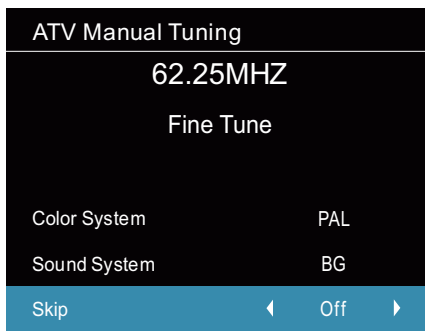 ATV Manual Tuning
62.25MHZ
Fine Tune
Color System PAL
Sound System BG
Skip Off